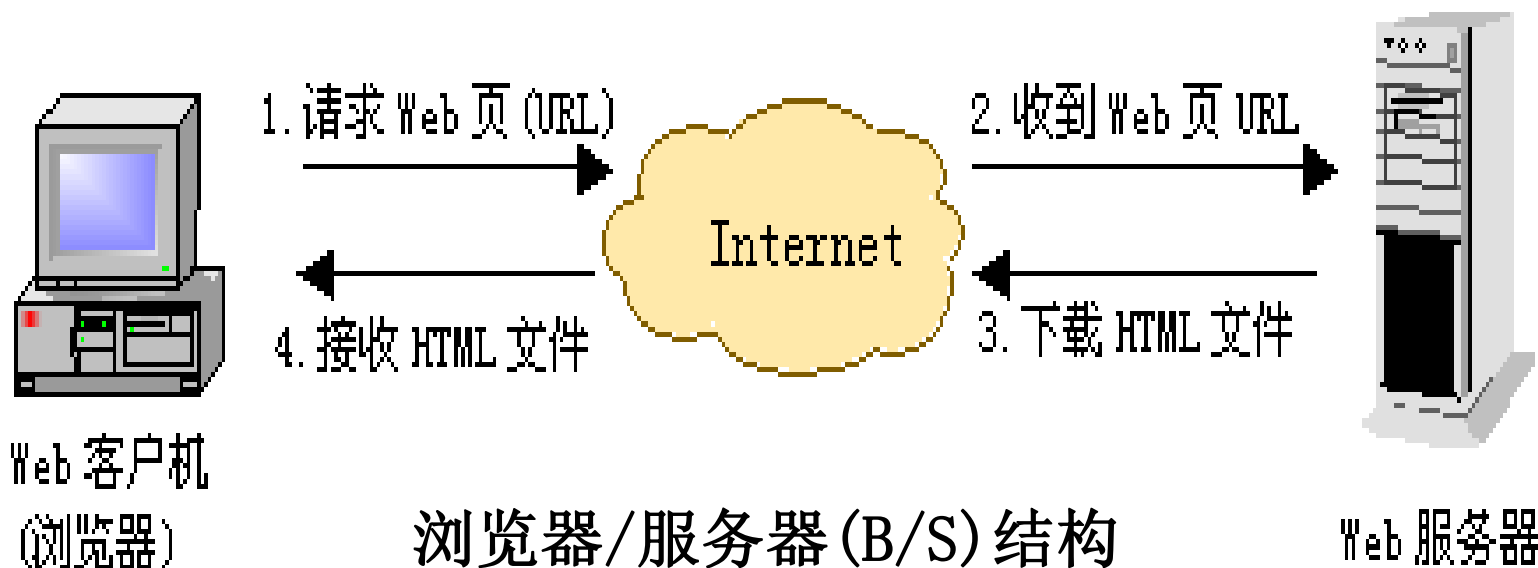 1.请求 Web 页(URL)
2.收到 Web 页 URL
Internet
4.接收 HTML 文件
3.下载 HTML 文件
Web 客户机
(浏览器)
浏览器/服务器(B/S)结构
Web 服务器